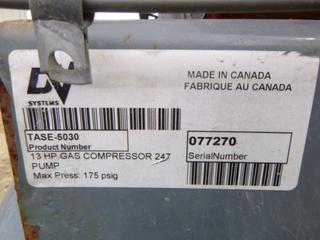 DV
SYSTEMS
MADE IN CANADA
FABRIQUE AU CANADA
TASE-5030
Product Number
077270
SerialNumber
13 HP GAS COMPRESSOR 247
PUMP
Max Press: 175 psig